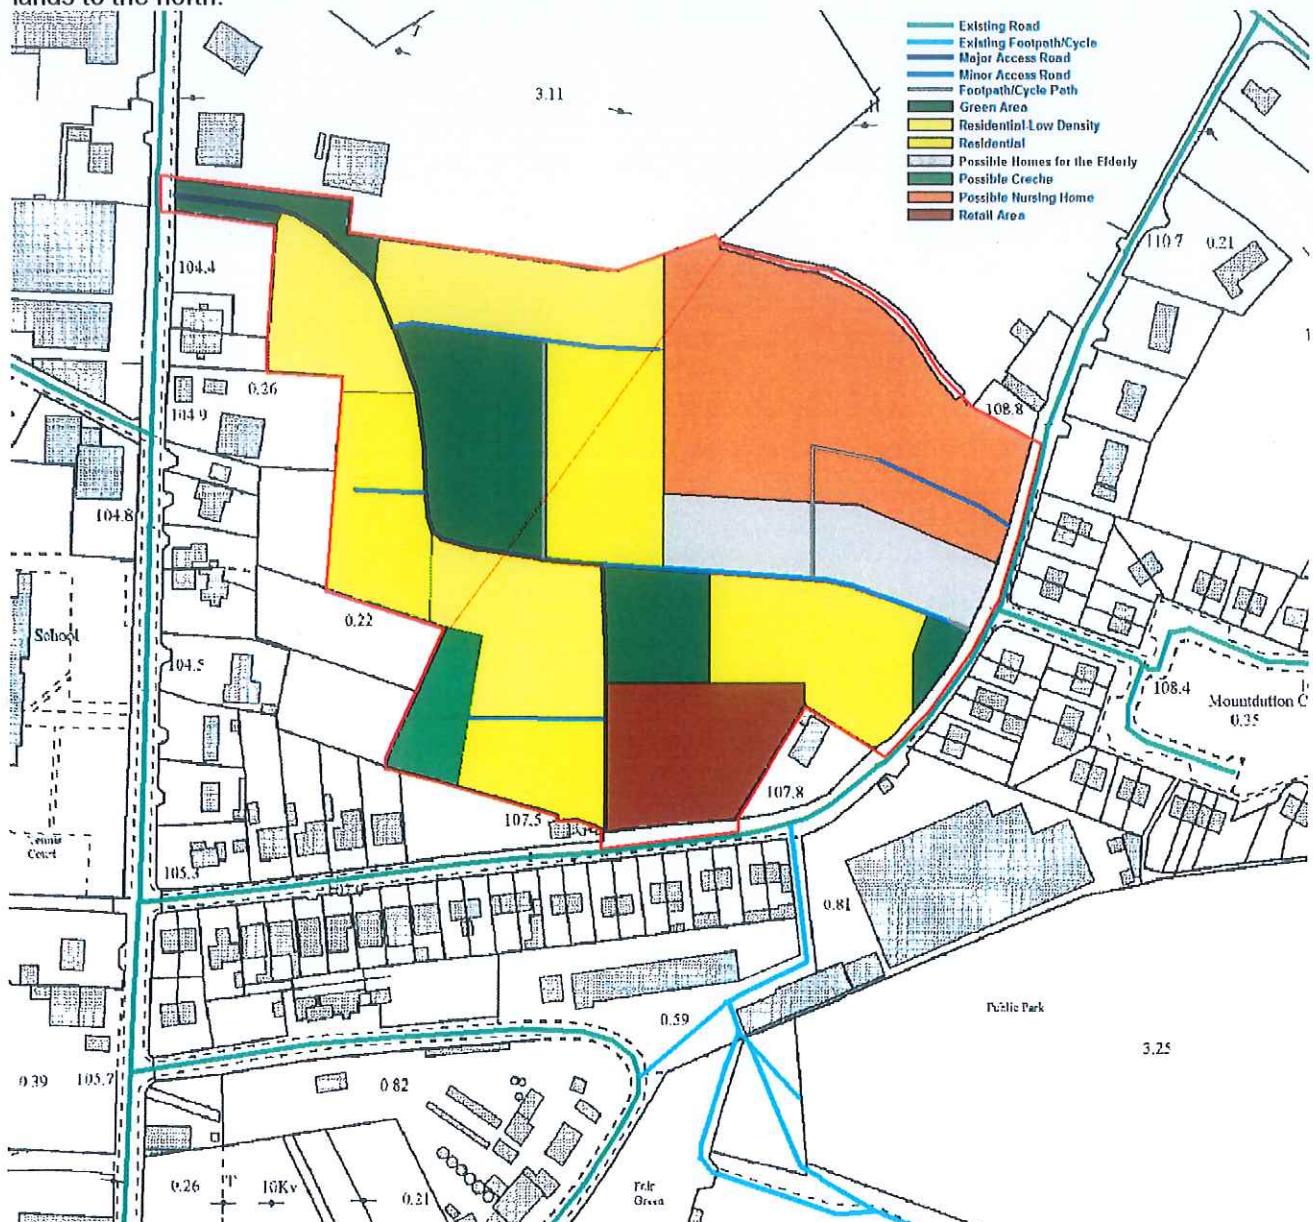 lands to the north.
Existing Road
Existing Footpath/Cycle
Major Access Road
Minor Access Road
Footpath/Cycle Path
Green Area
Residential Low Density
Residential
Possible Homes for the Elderly
Possible Creche
Possible Nursing Home
Retail Area
3.11
110.7
0.21
104.4
0.26
104.9
108.8
104.8
0.22
School
104.5
108.4
Mountdutton C
0.35
107.8
107.5
Tennis
Court
105.3
0.81
Public Park
0.59
3.25
0.39
105.7
0.82
0.26
T
10Kv
0.21
Fair
Green